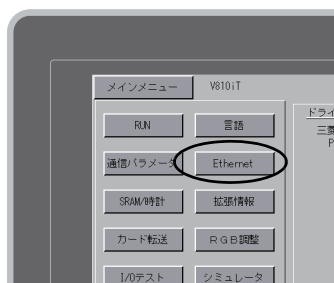 メインメニュー V810iT
ドライ
三菱
P
RUN 言語
通信パラメータ Ethernet
SRAM/時計 拡張情報
カード転送 RGB調整
I/Oテスト シミュレータ